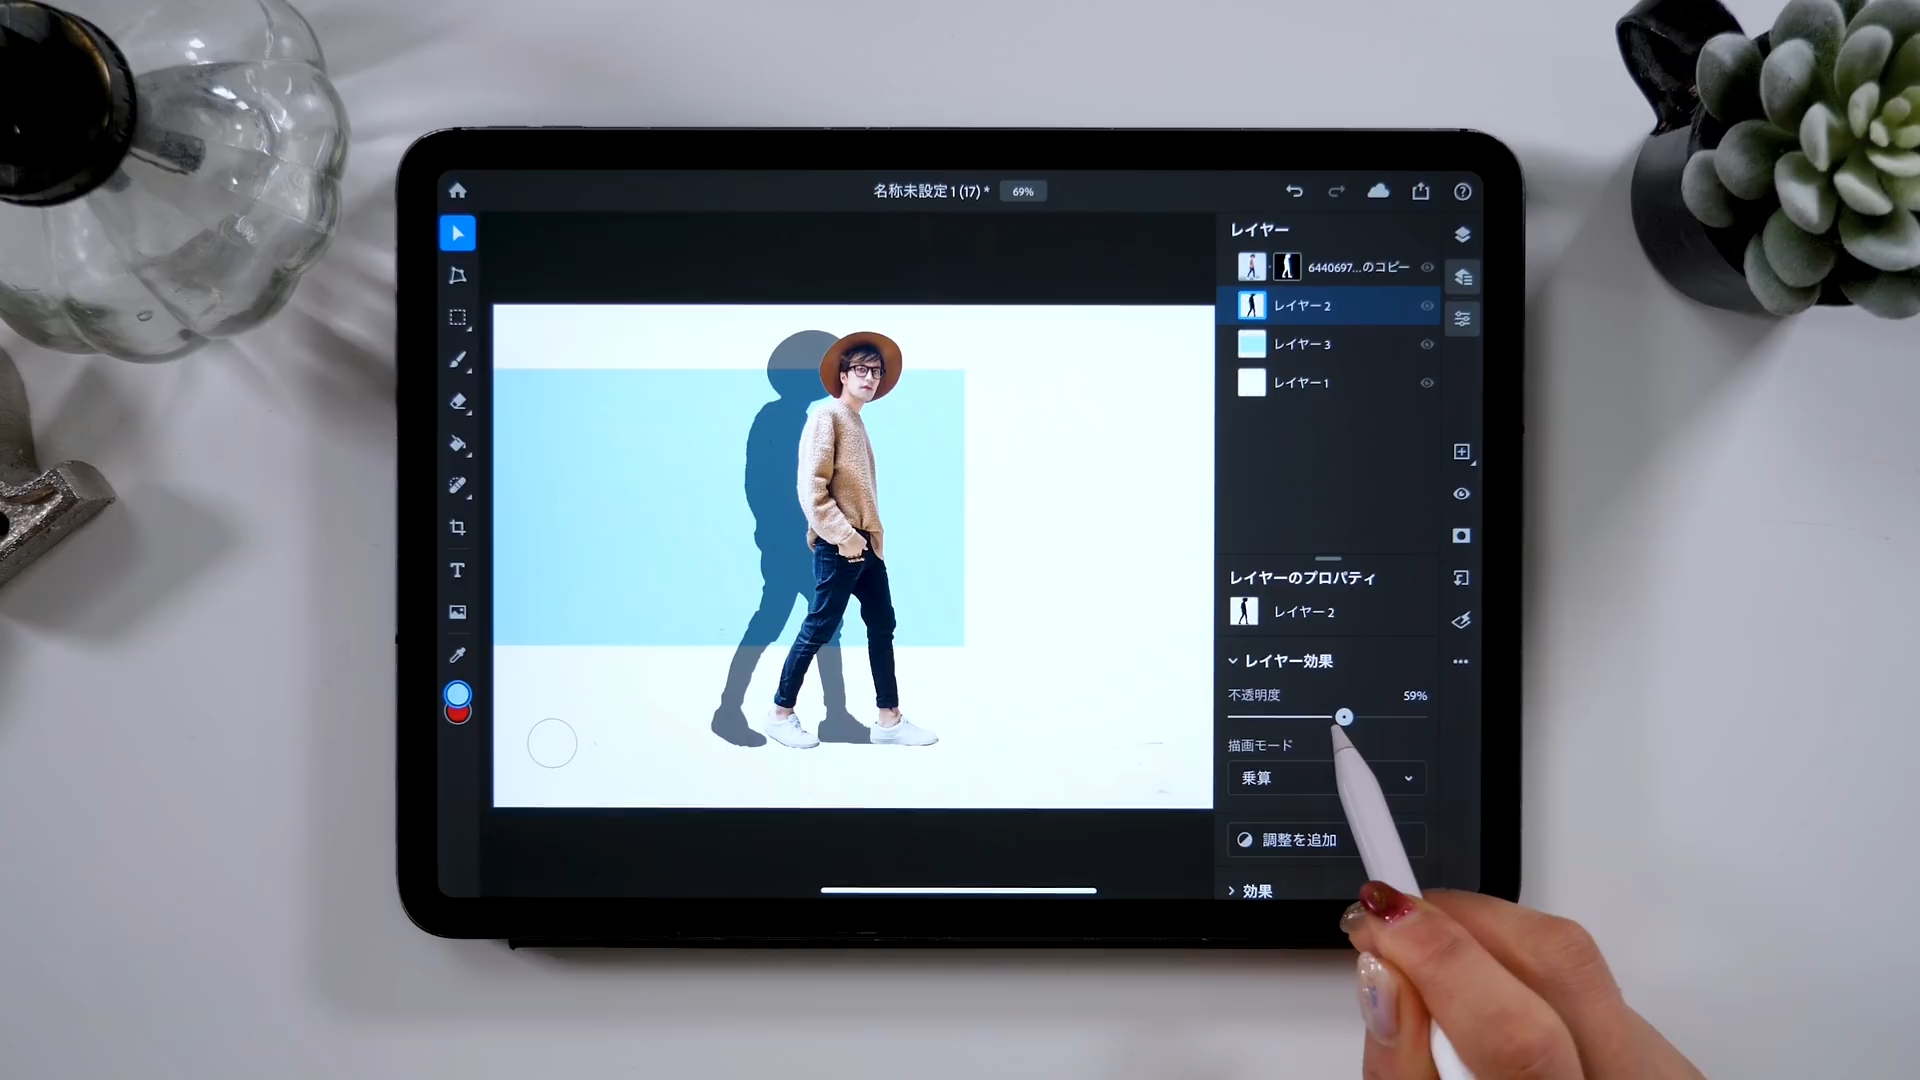 名称未設定 1 (17) * 69%
レイヤー
6440697...のコピー
レイヤー 2
レイヤー 3
レイヤー 1
レイヤーのプロパティ
レイヤー 2
レイヤー効果
不透明度 59%
描画モード
乗算
調整を追加
効果